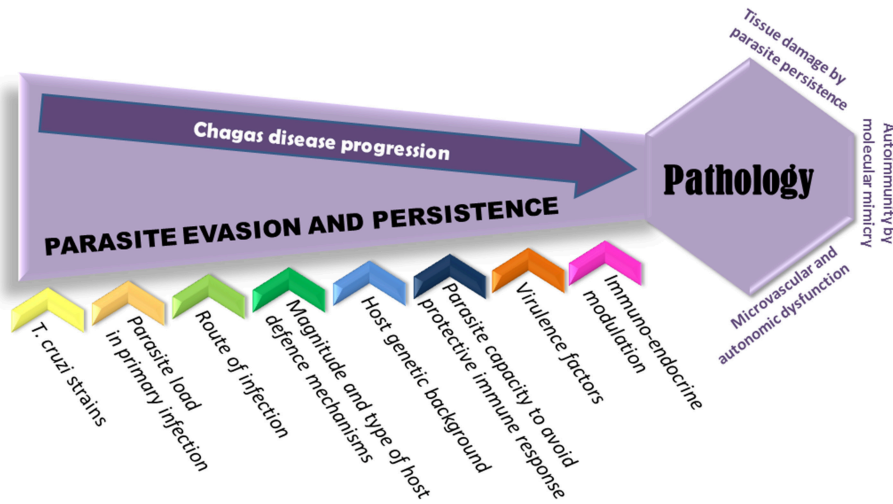 Chagas disease progression
PARASITE EVASION AND PERSISTENCE
Pathology
Tissue damage by
parasite persistence
Autoimmunity by
molecular mimicry
Microvascular and
autonomic dysfunction
T. cruzi strains
Parasite load
in primary infection
Route of infection
Magnitude and type of host
defence mechanisms
Host genetic background
Parasite capacity to avoid
protective immune response
Virulence factors
Immuno-endocrine
modulation